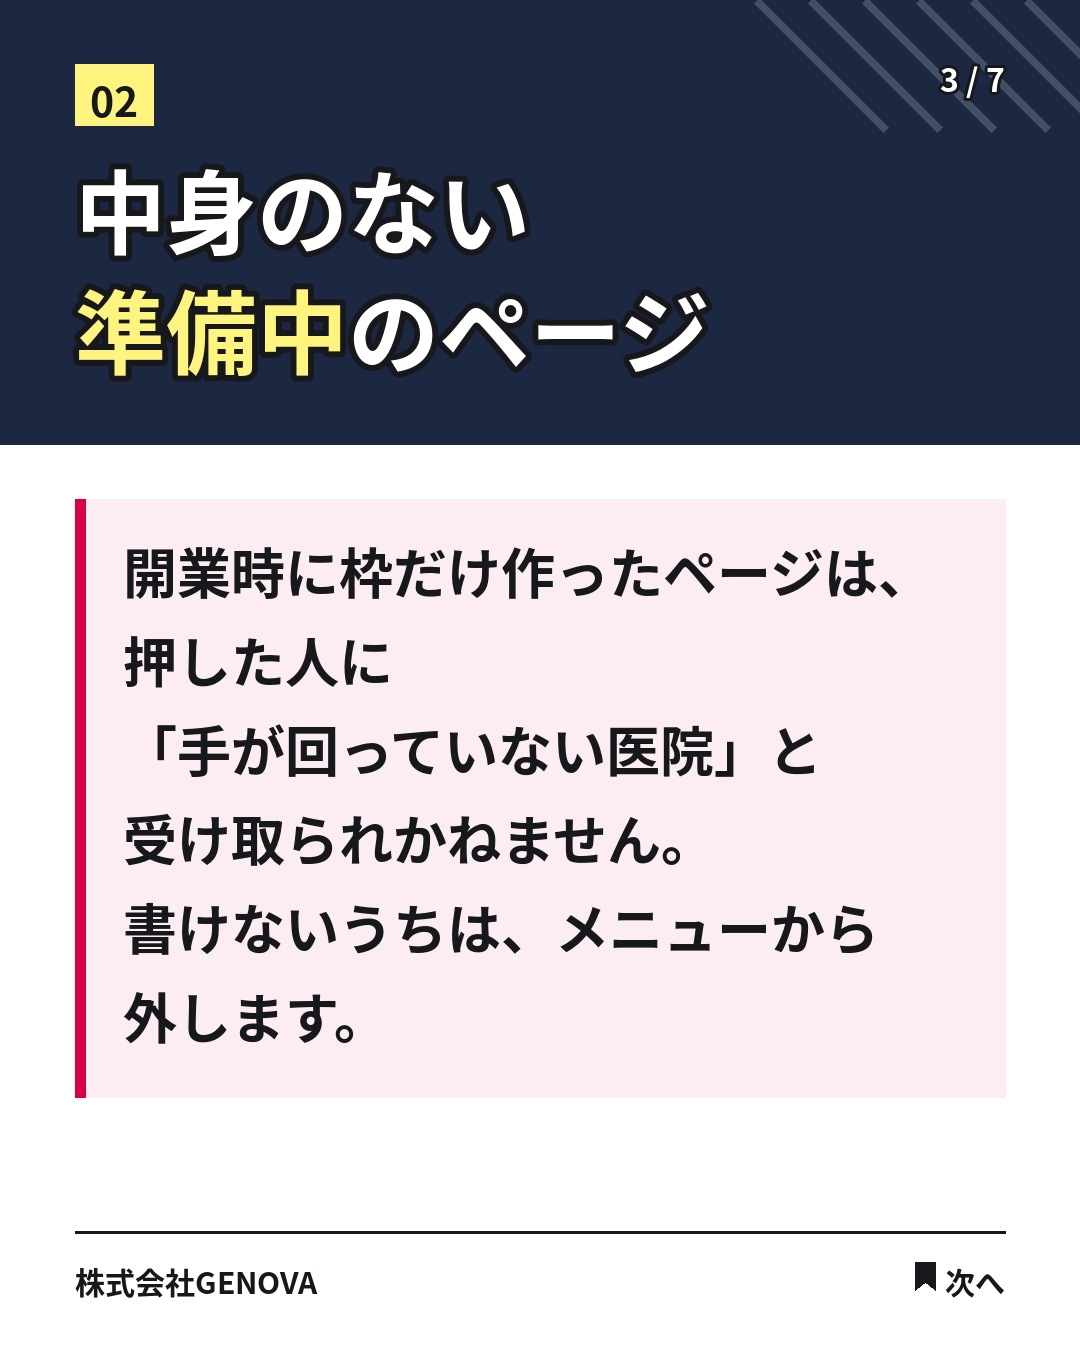 02
3 / 7
中身のない
準備中のページ
開業時に枠だけ作ったページは、
押した人に
「手が回っていない医院」と
受け取られかねません。
書けないうちは、メニューから
外します。
株式会社GENOVA
次へ